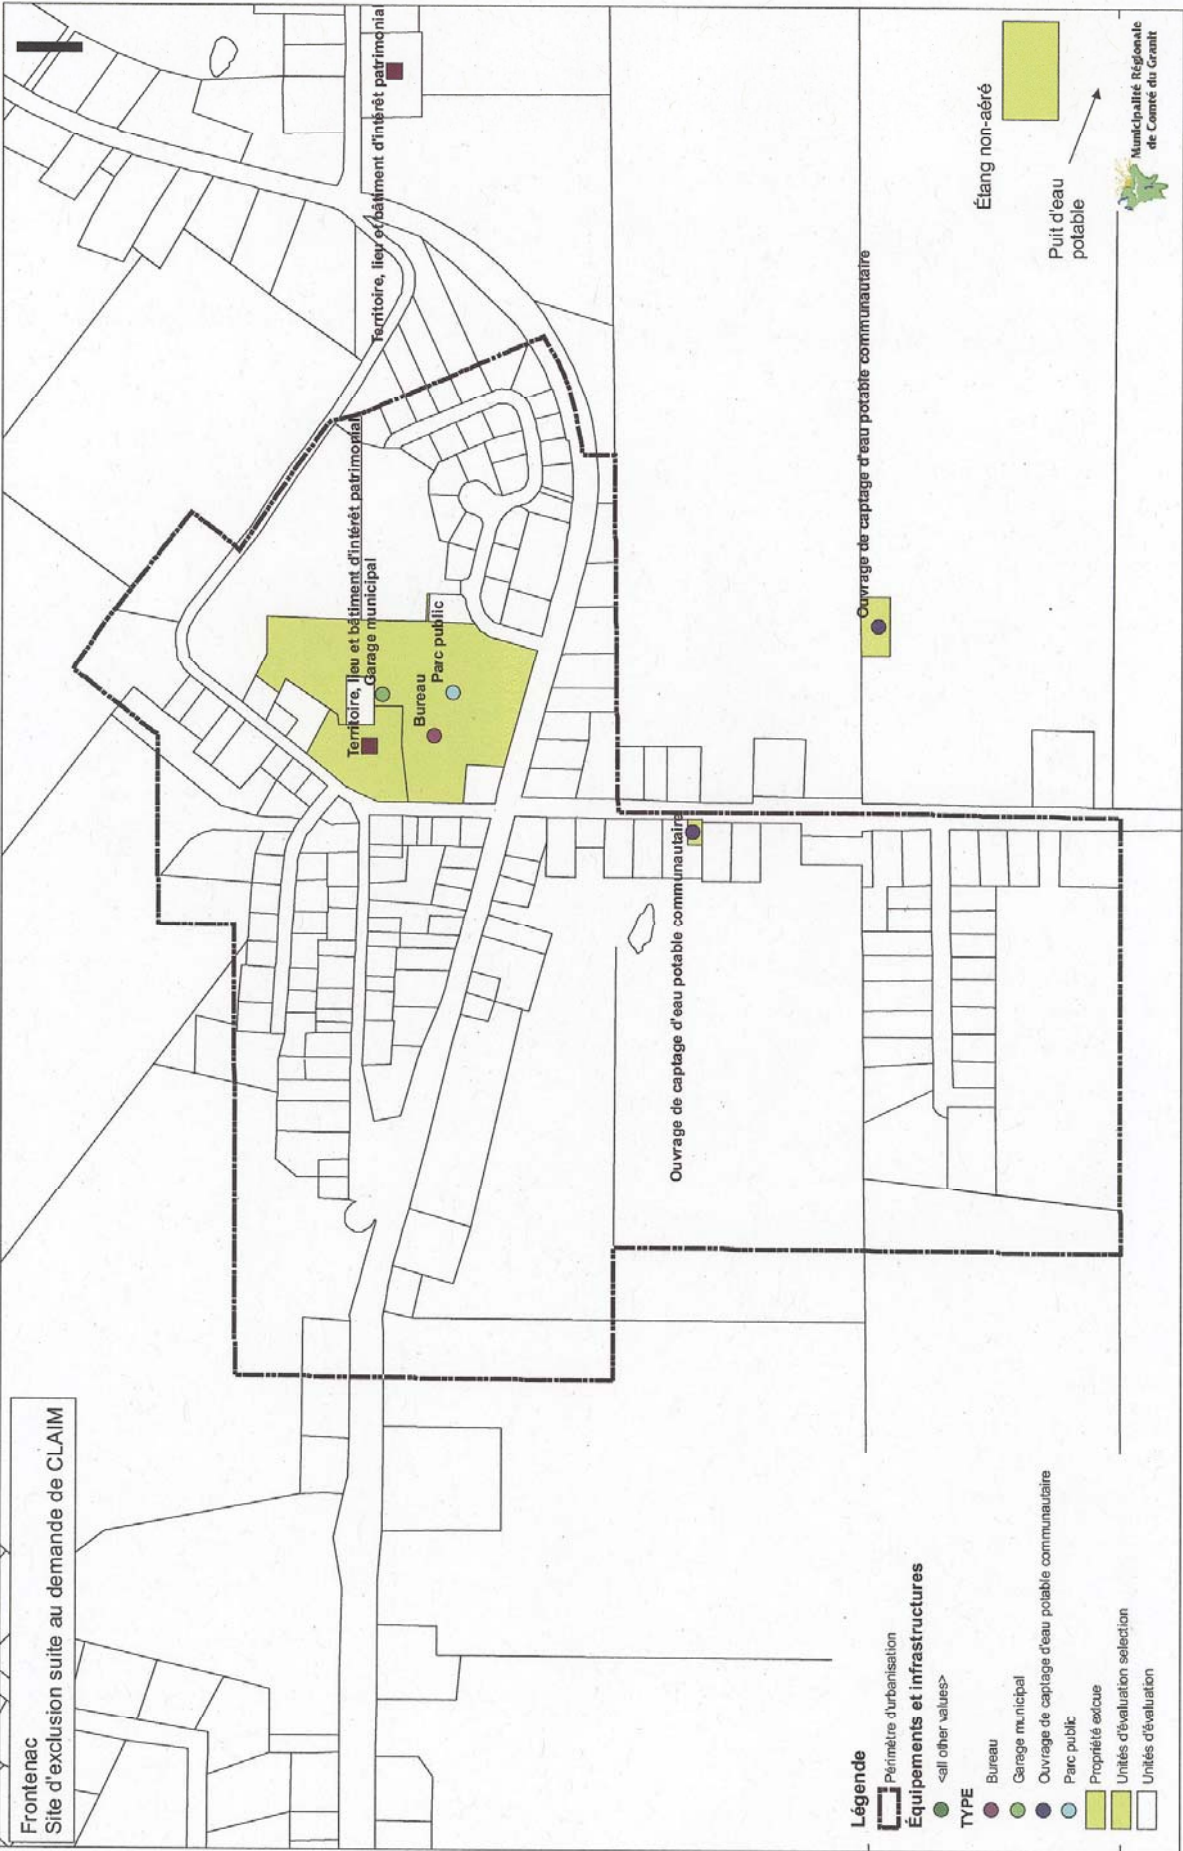 Frontenac
Site d'exclusion suite au demande de CLAIM
Territoire, lieu et bâtiment d'intérêt patrimonial
Territoire, lieu et bâtiment d'intérêt patrimonial
Garage municipal
Bureau
Parc public
Ouvrage de captage d'eau potable communautaire
Ouvrage de captage d'eau potable communautaire
Étang non-aéré
Puit d'eau
potable
Municipalité Régionale
de Comté du Granit
Légende
Périmètre d'urbanisation
Équipements et infrastructures
<all other values>
TYPE
Bureau
Garage municipal
Ouvrage de captage d'eau potable communautaire
Parc public
Propriété exlcue
Unités d'évaluation selection
Unités d'évaluation